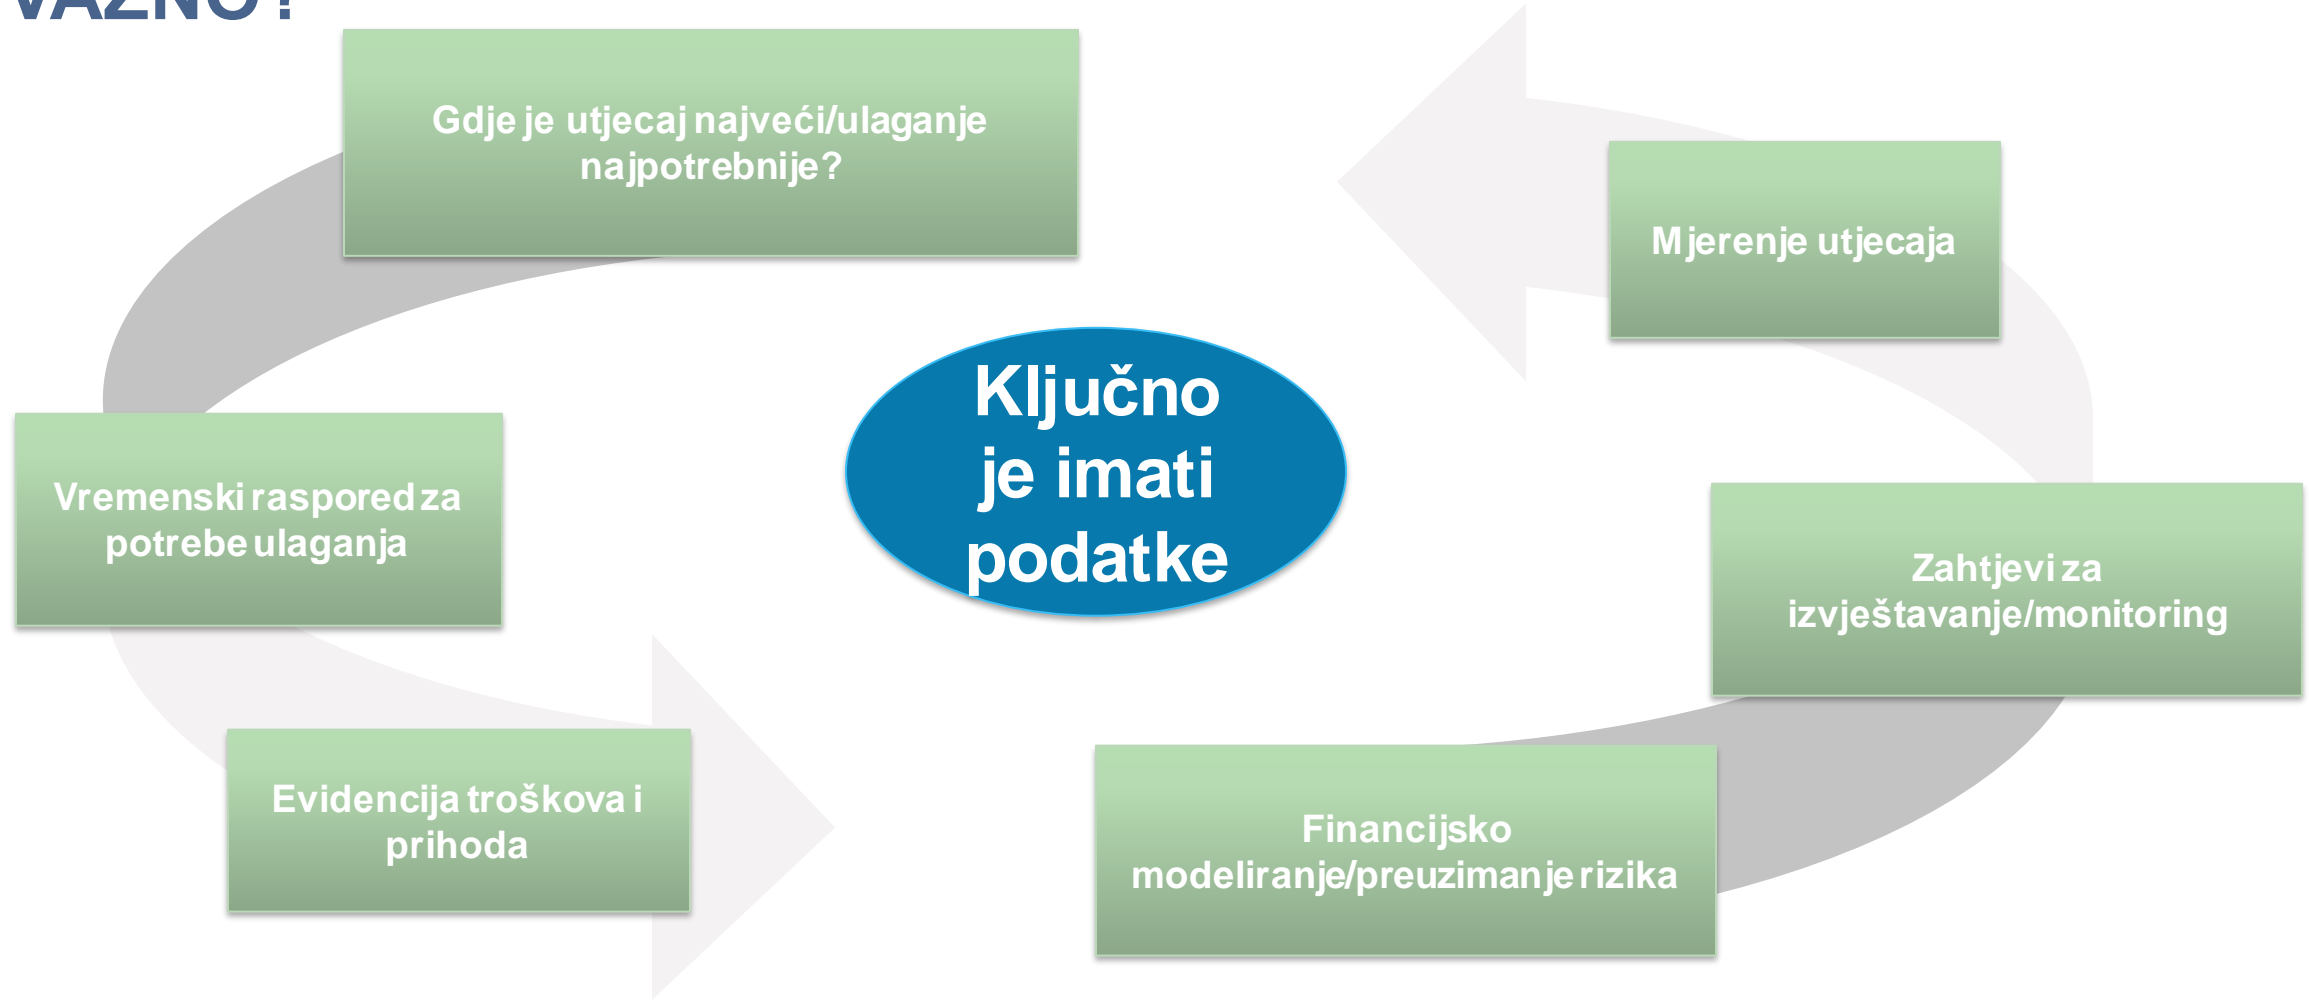 VAŽNO?
Gdje je utjecaj najveći/ulaganje
najpotrebnije?
Mjerenje utjecaja
Ključno
je imati
podatke
Vremenski raspored za
potrebe ulaganja
Zahtjevi za
izvještavanje/monitoring
Evidencija troškova i
prihoda
Financijsko
modeliranje/preuzimanje rizika